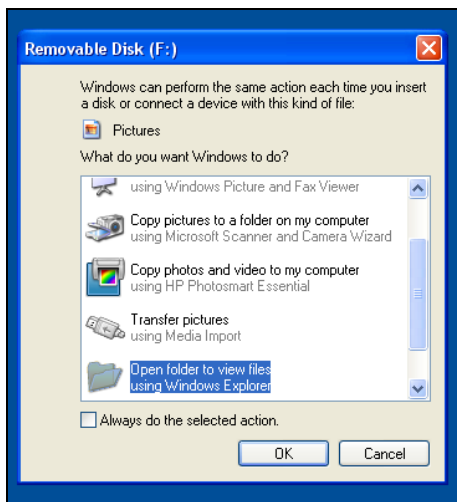 Removable Disk (F:)
Windows can perform the same action each time you insert
a disk or connect a device with this kind of file:
Pictures
What do you want Windows to do?
using Windows Picture and Fax Viewer
Copy pictures to a folder on my computer
using Microsoft Scanner and Camera Wizard
Copy photos and video to my computer
using HP Photosmart Essential
Transfer pictures
using Media Import
Open folder to view files
using Windows Explorer
Always do the selected action.
OK
Cancel